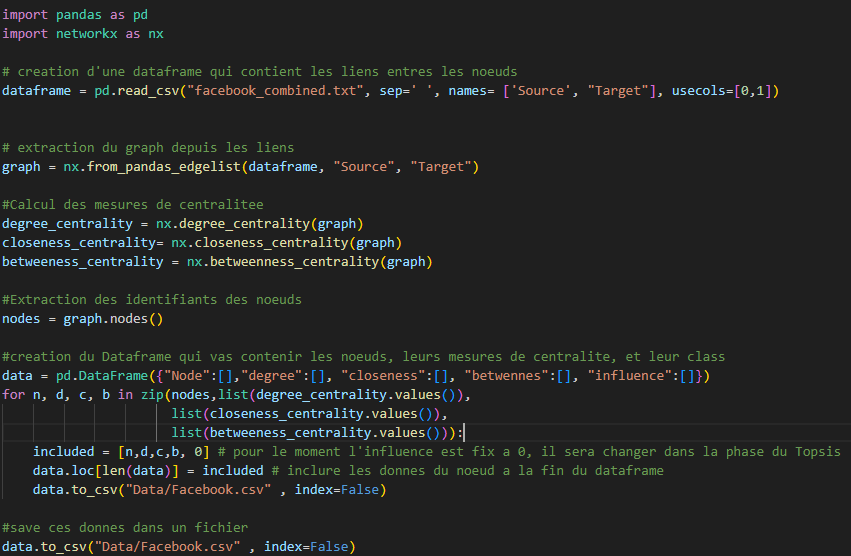 import pandas as pd
import networkx as nx
# creation d'une dataframe qui contient les liens entres les noeuds
dataframe = pd.read_csv("facebook_combined.txt", sep=' ', names= ['Source', "Target"], usecols=[0,1])
# extraction du graph depuis les liens
graph = nx.from_pandas_edgelist(dataframe, "Source", "Target")
#Calcul des mesures de centralitee
degree_centrality = nx.degree_centrality(graph)
closeness_centrality= nx.closeness_centrality(graph)
betweeness_centrality = nx.betweenness_centrality(graph)
#Extraction des identifiants des noeuds
nodes = graph.nodes()
#creation du Dataframe qui vas contenir les noeuds, leurs mesures de centralite, et leur class
data = pd.DataFrame({"Node":[],"degree":[], "closeness":[], "betwennes":[], "influence":[]})
for n, d, c, b in zip(nodes,list(degree_centrality.values()),
                      list(closeness_centrality.values()),
                      list(betweeness_centrality.values())):
    included = [n,d,c,b, 0] # pour le moment l'influence est fix a 0, il sera changer dans la phase du Topsis
    data.loc[len(data)] = included # inclure les donnes du noeud a la fin du dataframe
    data.to_csv("Data/Facebook.csv" , index=False)
#save ces donnes dans un fichier
data.to_csv("Data/Facebook.csv" , index=False)